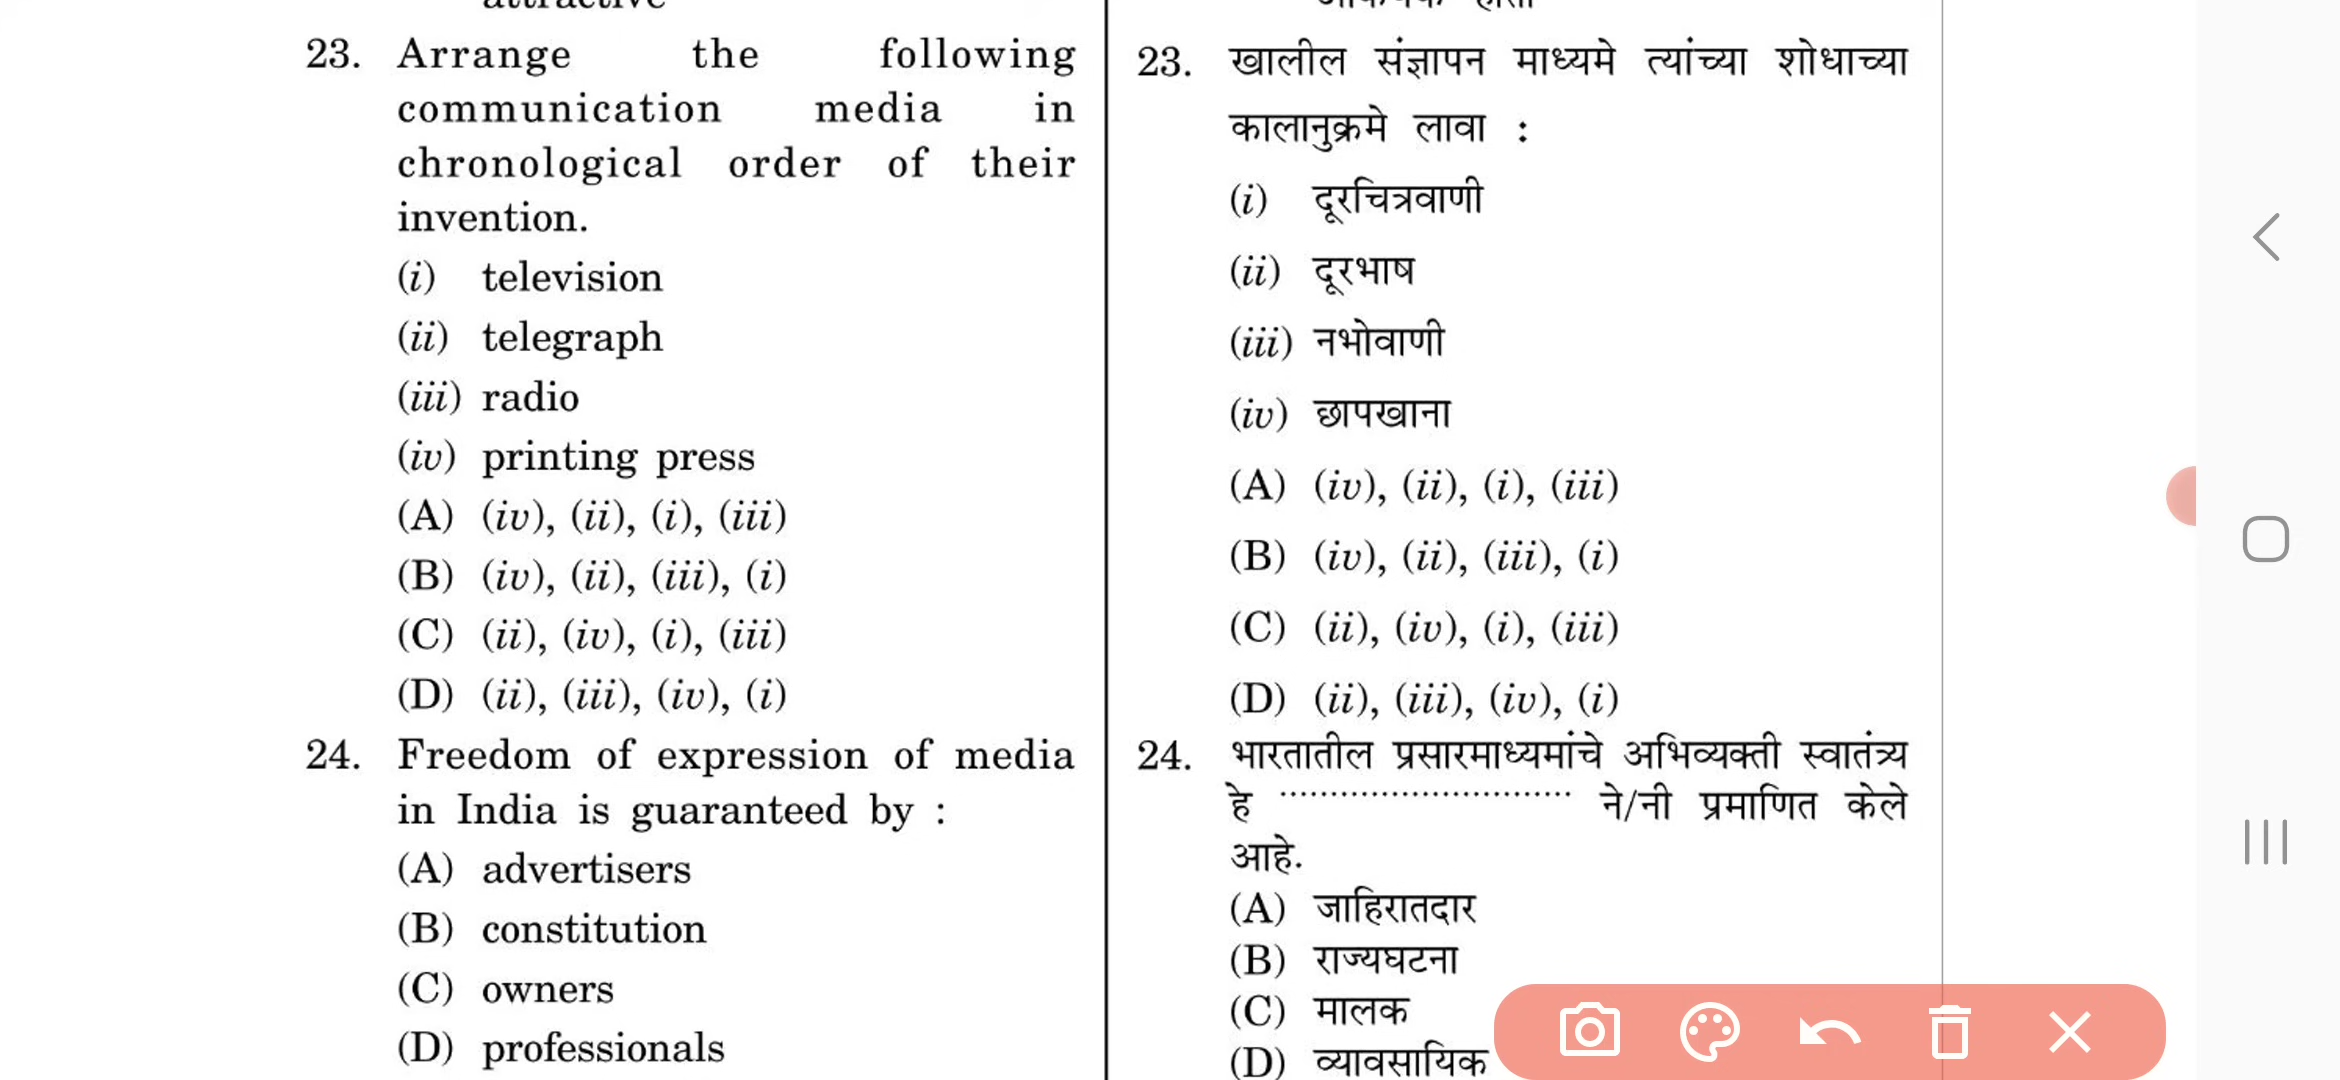 23. Arrange the following
communication media in
chronological order of their
invention.
(i) television
(ii) telegraph
(iii) radio
(iv) printing press
(A) (iv), (ii), (i), (iii)
(B) (iv), (ii), (iii), (i)
(C) (ii), (iv), (i), (iii)
(D) (ii), (iii), (iv), (i)
24. Freedom of expression of media
in India is guaranteed by :
(A) advertisers
(B) constitution
(C) owners
(D) professionals
23. खालील संज्ञापन माध्यमे त्यांच्या शोधाच्या
कालानुक्रमे लावा :
(i) दूरचित्रवाणी
(ii) दूरभाष
(iii) नभोवाणी
(iv) छापखाना
(A) (iv), (ii), (i), (iii)
(B) (iv), (ii), (iii), (i)
(C) (ii), (iv), (i), (iii)
(D) (ii), (iii), (iv), (i)
24. भारतातील प्रसारमाध्यमांचे अभिव्यक्ती स्वातंत्र्य
हे ............................. ने/नी प्रमाणित केले
आहे.
(A) जाहिरातदार
(B) राज्यघटना
(C) मालक
(D) व्यावसायिक